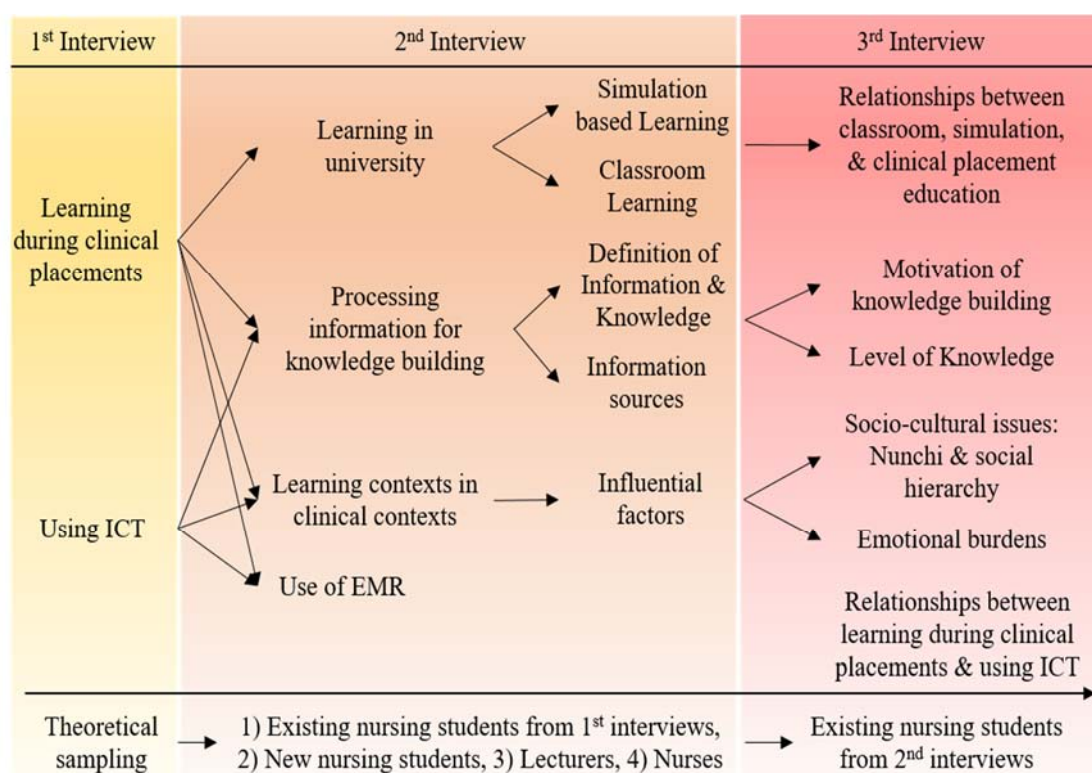 1st Interview
2nd Interview
3rd Interview
Learning
during clinical
placements
Using ICT
Learning in
university
Processing
information for
knowledge building
Learning contexts in
clinical contexts
Use of EMR
Simulation
based Learning
Classroom
Learning
Definition of
Information &
Knowledge
Information
sources
Influential
factors
Relationships between
classroom, simulation,
& clinical placement
education
Motivation of
knowledge building
Level of Knowledge
Socio-cultural issues:
Nunchi & social
hierarchy
Emotional burdens
Relationships between
learning during clinical
placements & using ICT
Theoretical
sampling
1) Existing nursing students from 1st interviews,
2) New nursing students, 3) Lecturers, 4) Nurses
Existing nursing students
from 2nd interviews